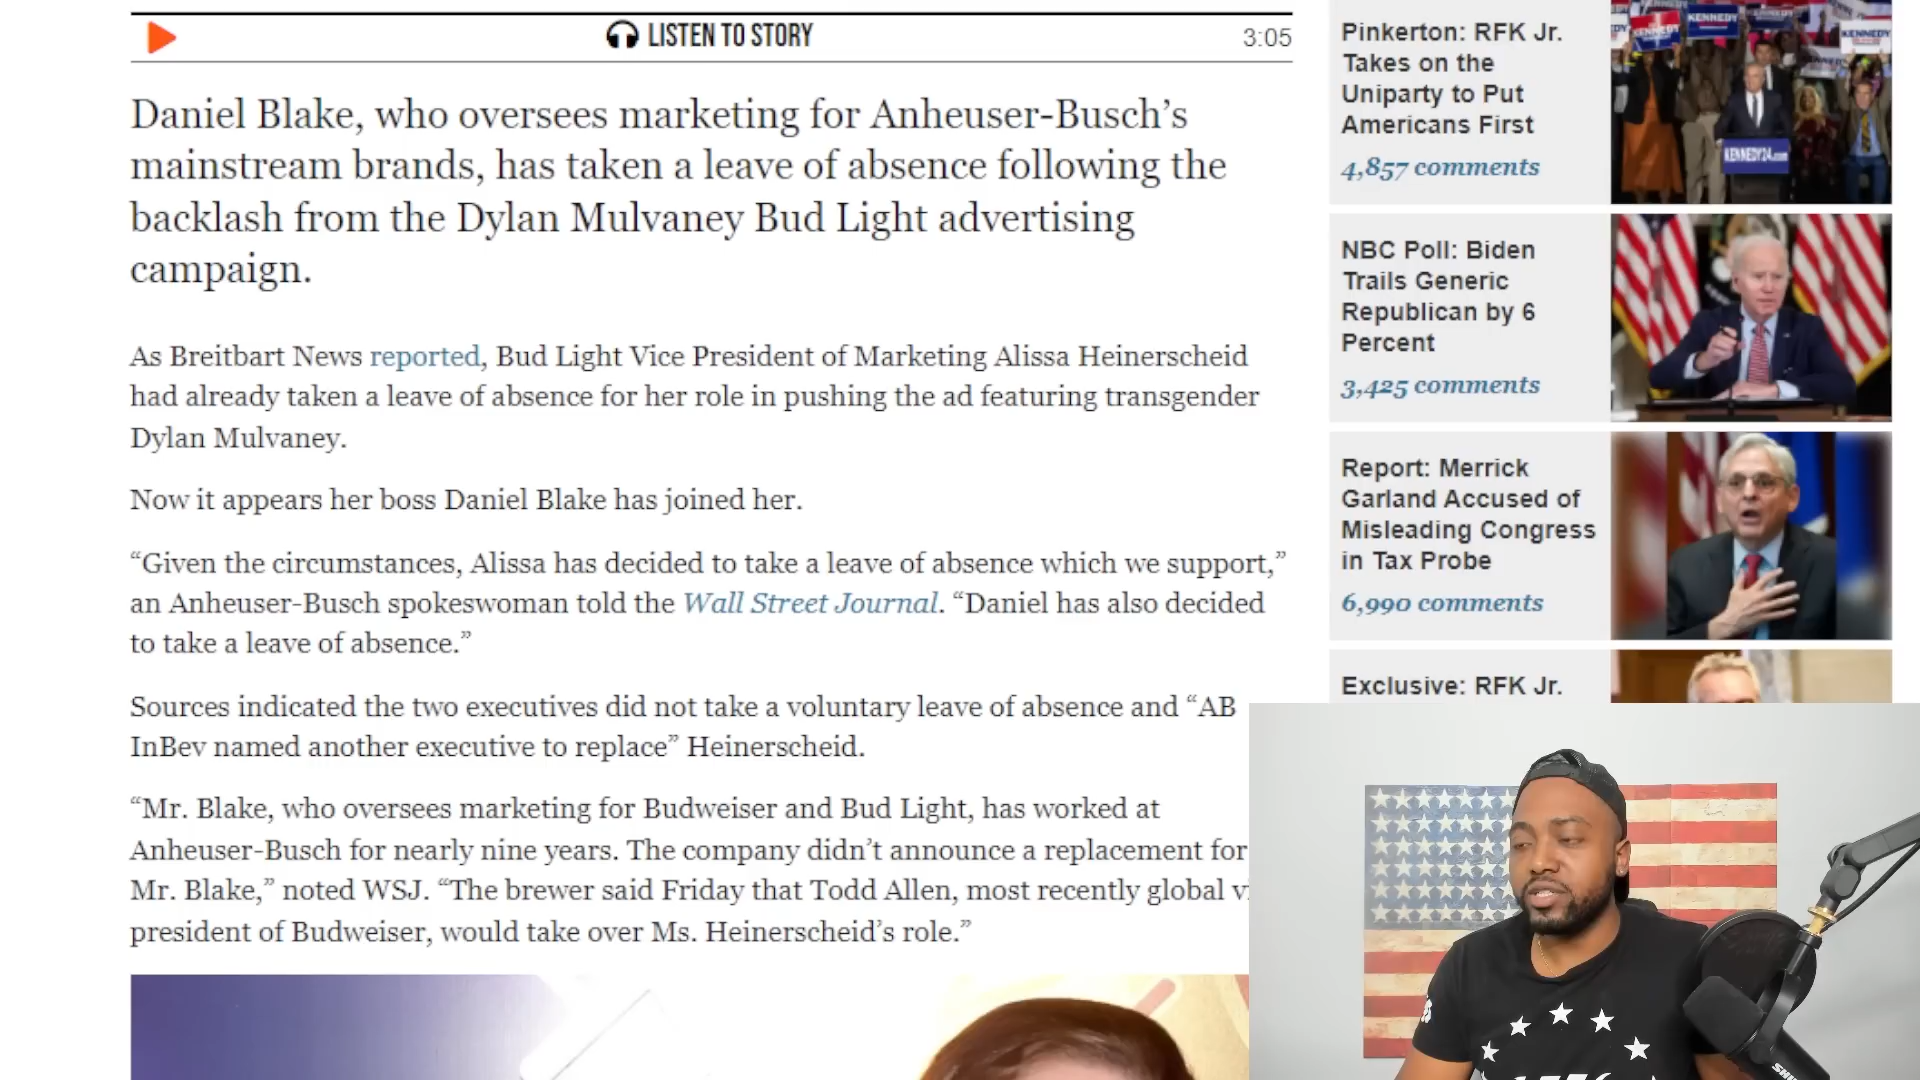 LISTEN TO STORY
3:05
Daniel Blake, who oversees marketing for Anheuser-Busch’s
mainstream brands, has taken a leave of absence following the
backlash from the Dylan Mulvaney Bud Light advertising
campaign.
As Breitbart News reported, Bud Light Vice President of Marketing Alissa Heinerscheid
had already taken a leave of absence for her role in pushing the ad featuring transgender
Dylan Mulvaney.
Now it appears her boss Daniel Blake has joined her.
“Given the circumstances, Alissa has decided to take a leave of absence which we support,”
an Anheuser-Busch spokeswoman told the Wall Street Journal. “Daniel has also decided
to take a leave of absence.”
Sources indicated the two executives did not take a voluntary leave of absence and “AB
InBev named another executive to replace” Heinerscheid.
“Mr. Blake, who oversees marketing for Budweiser and Bud Light, has worked at
Anheuser-Busch for nearly nine years. The company didn’t announce a replacement for
Mr. Blake,” noted WSJ. “The brewer said Friday that Todd Allen, most recently global
president of Budweiser, would take over Ms. Heinerscheid’s role.”
Pinkerton: RFK Jr.
Takes on the
Uniparty to Put
Americans First
4,857 comments
KENNEDY
KENNEDY
KENNEDY
KENNEDY24.com
NBC Poll: Biden
Trails Generic
Republican by 6
Percent
3,425 comments
Report: Merrick
Garland Accused of
Misleading Congress
in Tax Probe
6,990 comments
Exclusive: RFK Jr.